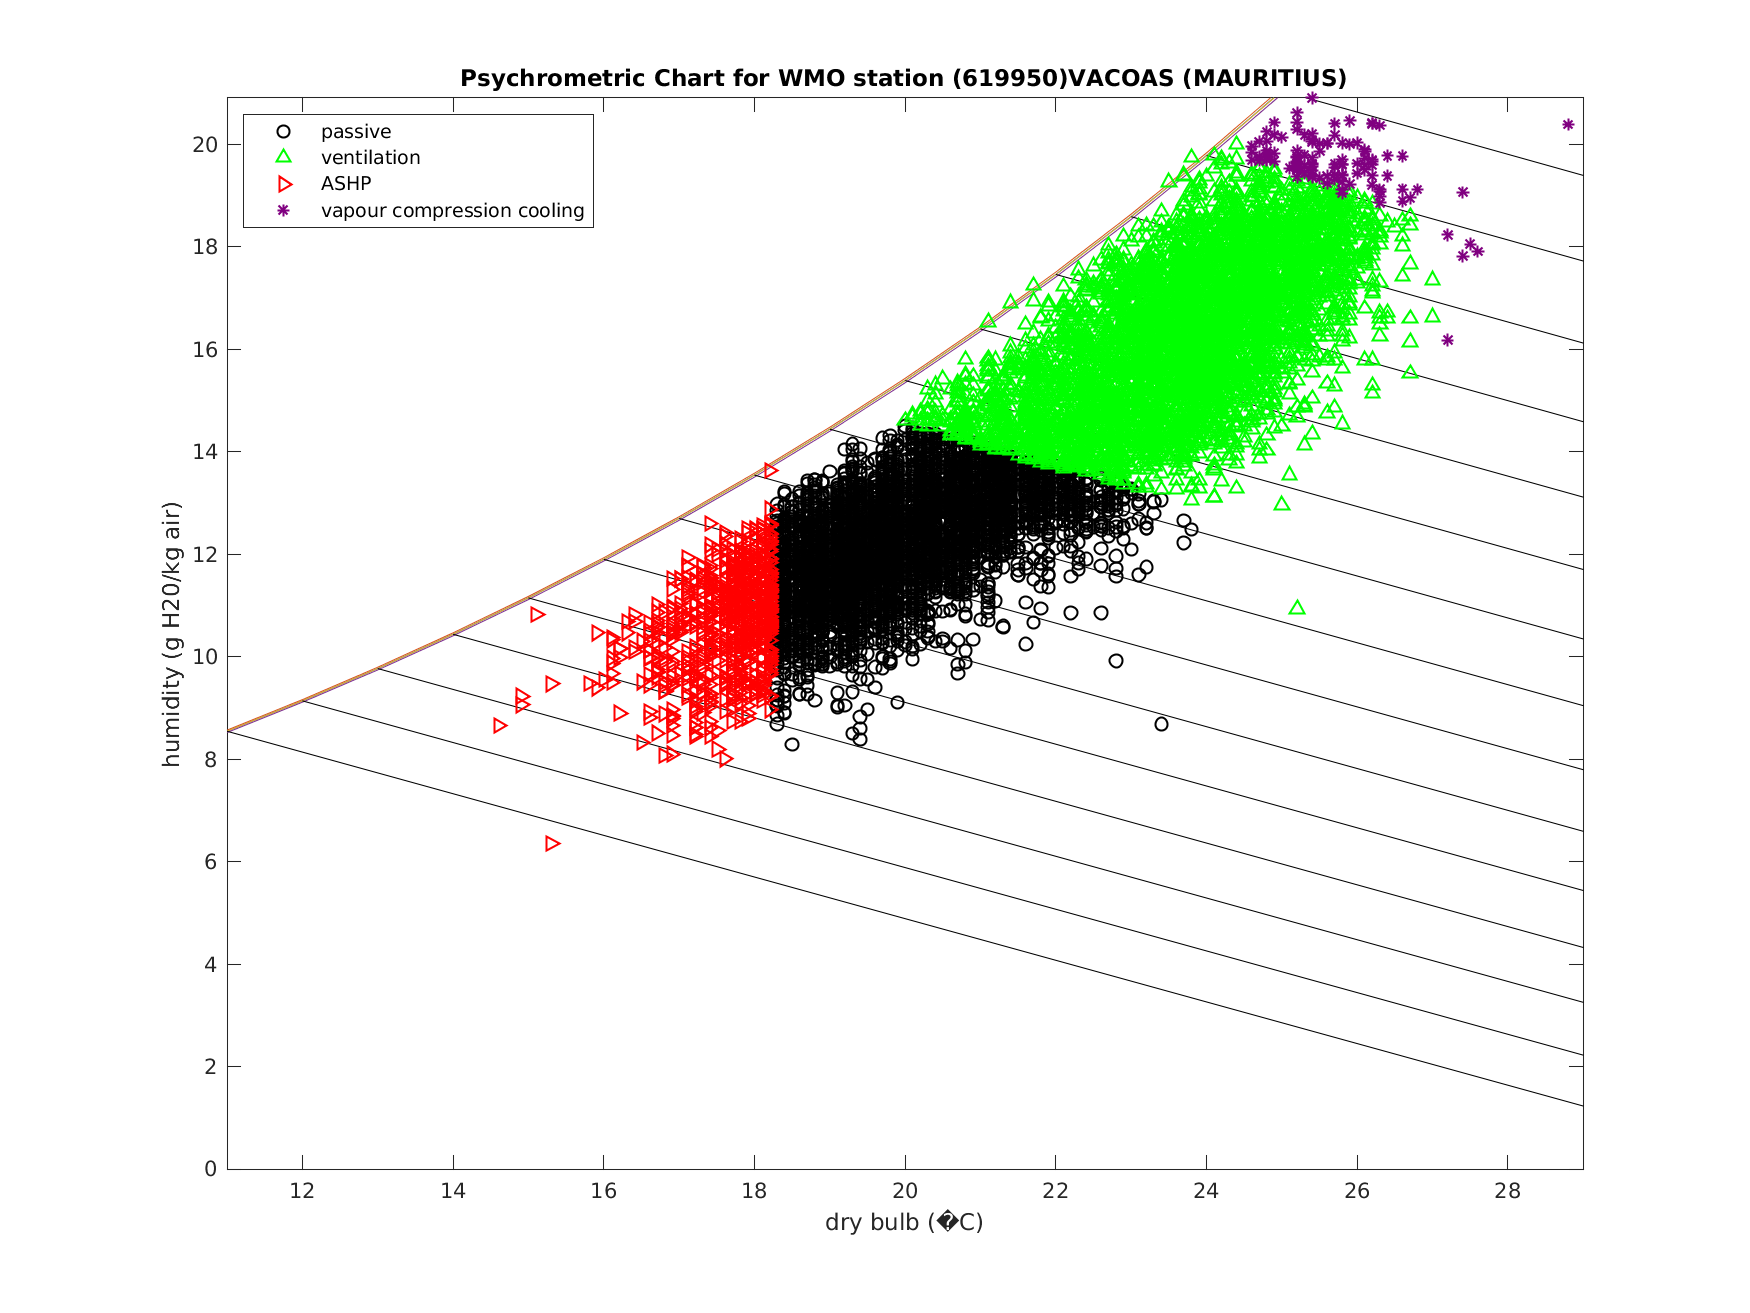 Psychrometric Chart for WMO station (619950)VACOAS (MAURITIUS)
passive
ventilation
ASHP
vapour compression cooling
humidity (g H20/kg air)
20
18
16
14
12
10
8
6
4
2
0
12 14 16 18 20 22 24 26 28
dry bulb (�C)